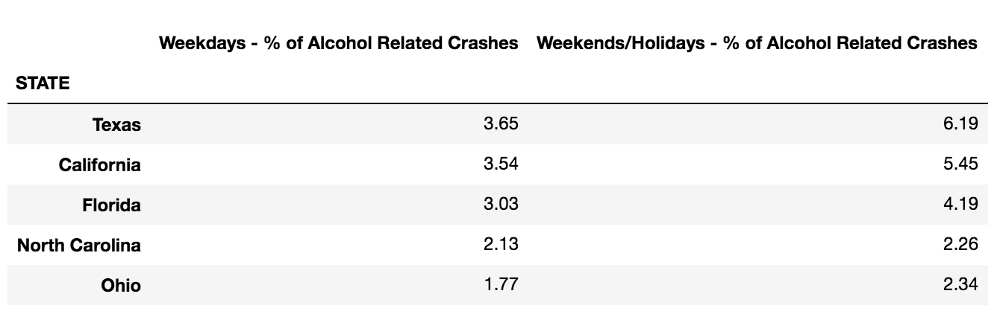 Weekdays - % of Alcohol Related Crashes Weekends/Holidays - % of Alcohol Related Crashes
STATE
Texas 3.65 6.19
California 3.54 5.45
Florida 3.03 4.19
North Carolina 2.13 2.26
Ohio 1.77 2.34